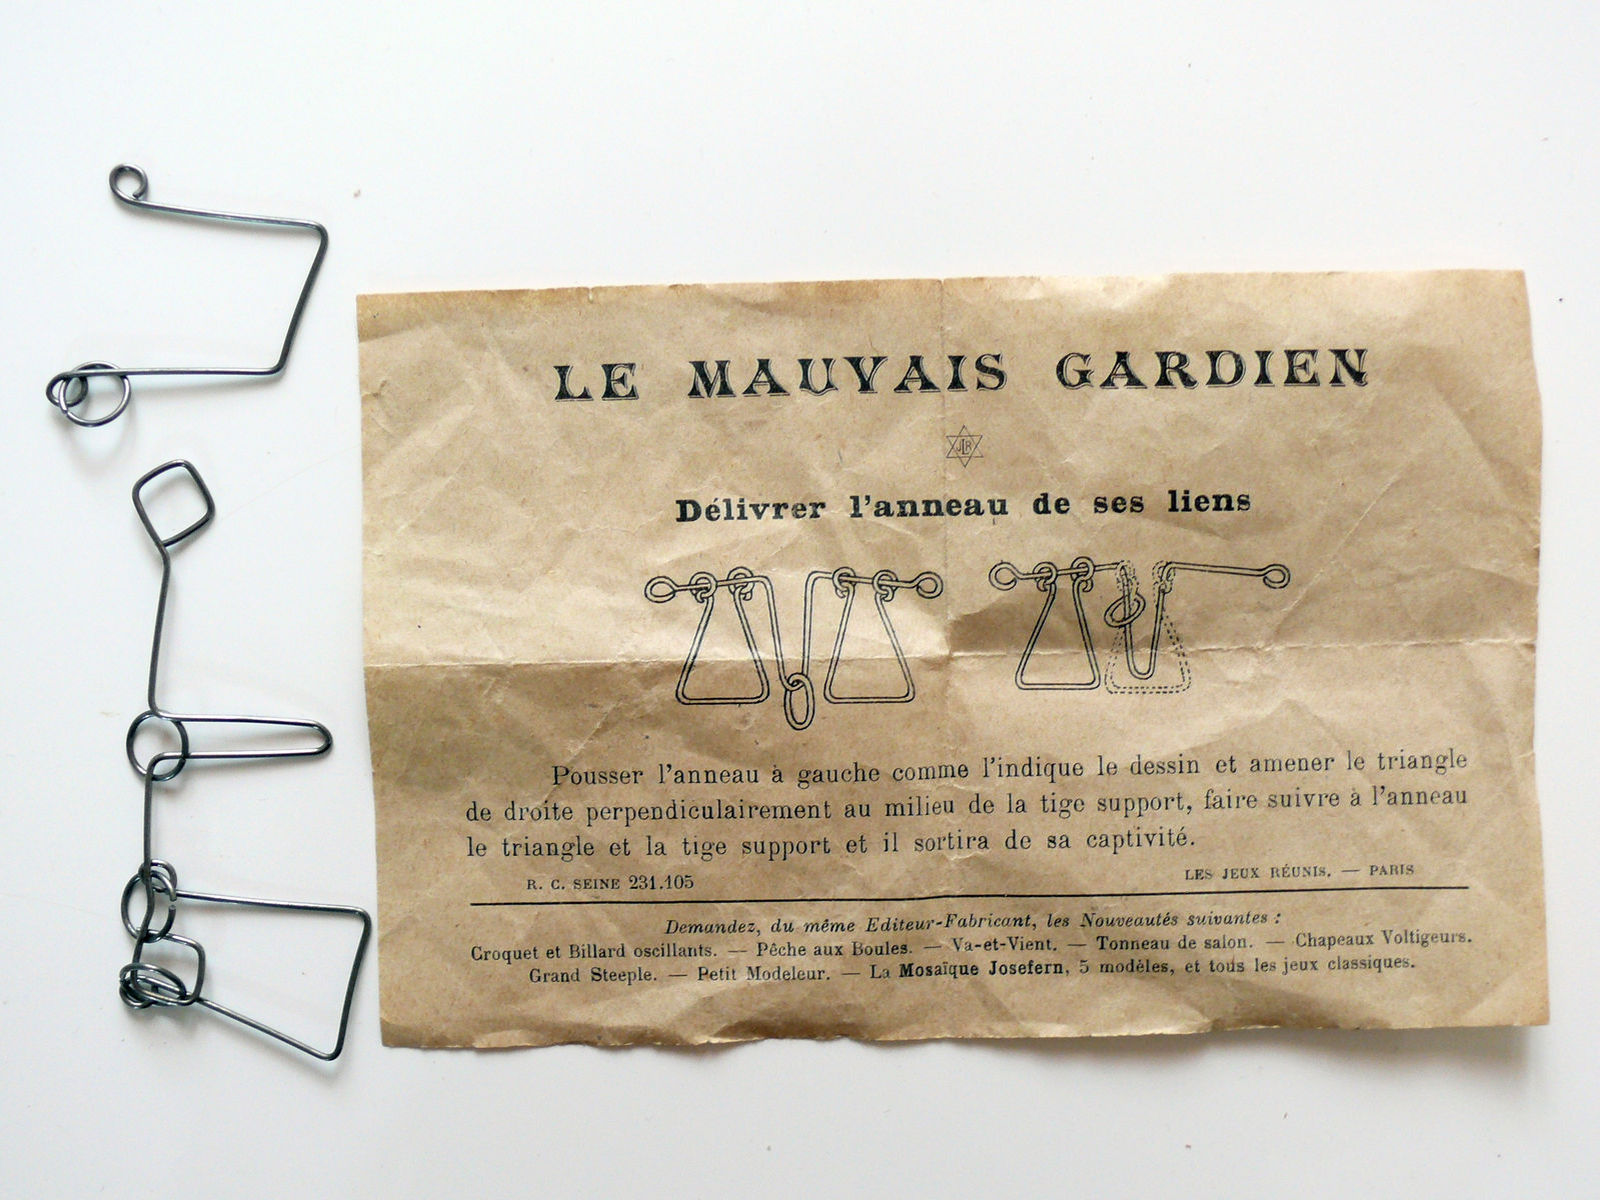 LE MAUVAIS GARDIEN
JLR
Délivrer l'anneau de ses liens
Pousser l'anneau à gauche comme l'indique le dessin et amener le triangle
de droite perpendiculairement au milieu de la tige support, faire suivre à l'anneau
le triangle et la tige support et il sortira de sa captivité.
R. C. SEINE 231.105 LES JEUX RÉUNIS. — PARIS
Demandez, du même Editeur-Fabricant, les Nouveautés suivantes :
Croquet et Billard oscillants. — Pêche aux Boules. — Va-et-Vient. — Tonneau de salon. — Chapeaux Voltigeurs.
Grand Steeple. — Petit Modeleur. — La Mosaïque Josefern, 5 modèles, et tous les jeux classiques.